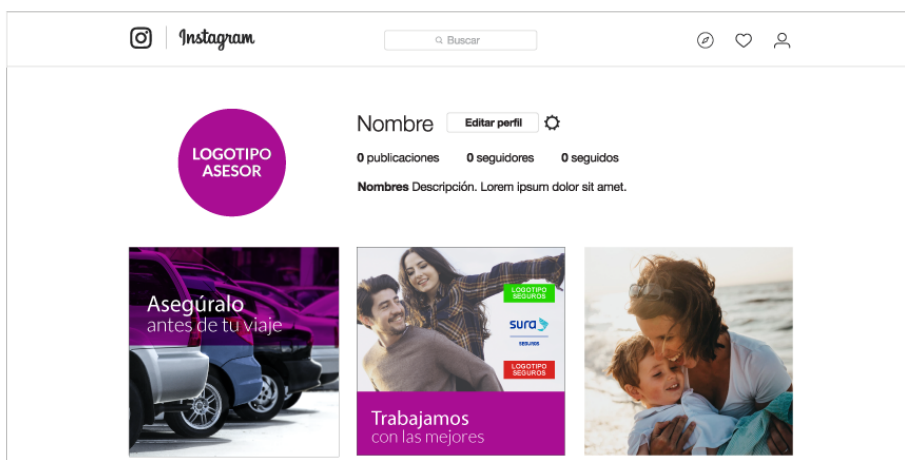 Instagram
Buscar
LOGOTIPO
ASESOR
Nombre Editar perfil
0 publicaciones 0 seguidores 0 seguidos
Nombres Descripción. Lorem ipsum dolor sit amet.
Asegúralo
antes de tu viaje
LOGOTIPO
SEGUROS
sura
SEGUROS
LOGOTIPO
SEGUROS
Trabajamos
con las mejores